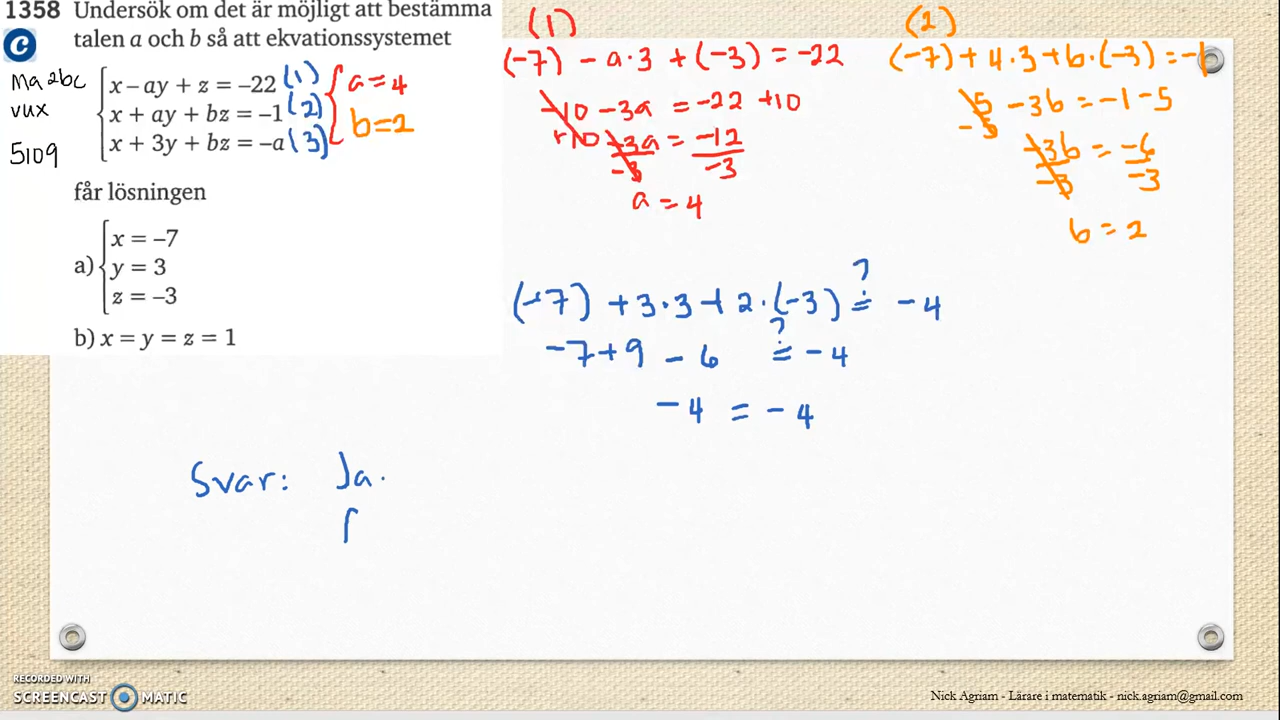 1358 Undersök om det är möjligt att bestämma
talen a och b så att ekvationssystemet
C
Ma 2bc
vux
5109
x – ay + z = –22 (1)
x + ay + bz = –1 (2)
x + 3y + bz = –a (3)
a = 4
b = 2
får lösningen
a) x = –7
y = 3
z = –3
b) x = y = z = 1
(1)
(-7) - a·3 + (-3) = -22
-10 - 3a = -22 +10
+10 -3a = -12
-3 -3
a = 4
(2)
(-7) + 4·3 + b·(-3) = -1
5 - 3b = -1 - 5
-5
-3b = -6
-3 -3
b = 2
(-7) + 3·3 + 2·(-3) ?= -4
-7 + 9 - 6 ?= -4
-4 = -4
Svar: Ja.
RECORDED WITH
SCREENCAST MATIC
Nick Agriam - Lärare i matematik - nick.agriam@gmail.com